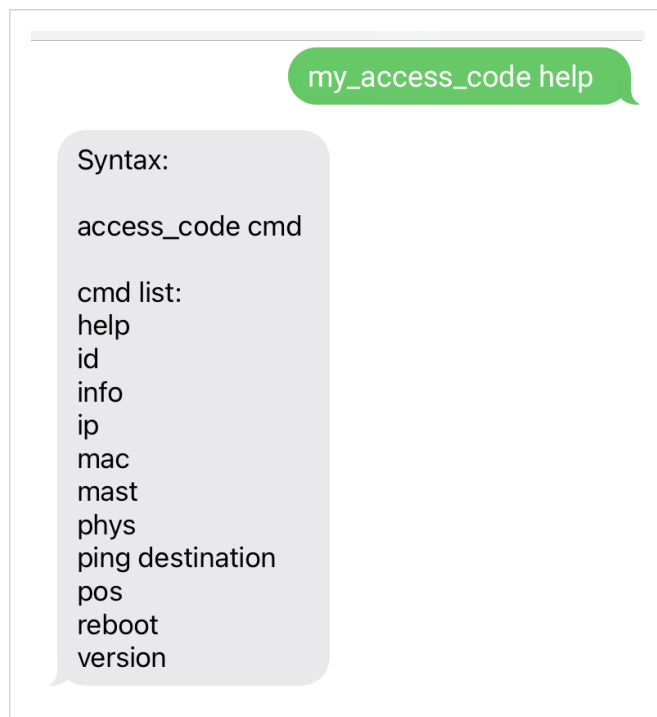 my_access_code help
Syntax:
access_code cmd
cmd list:
help
id
info
ip
mac
mast
phys
ping destination
pos
reboot
version